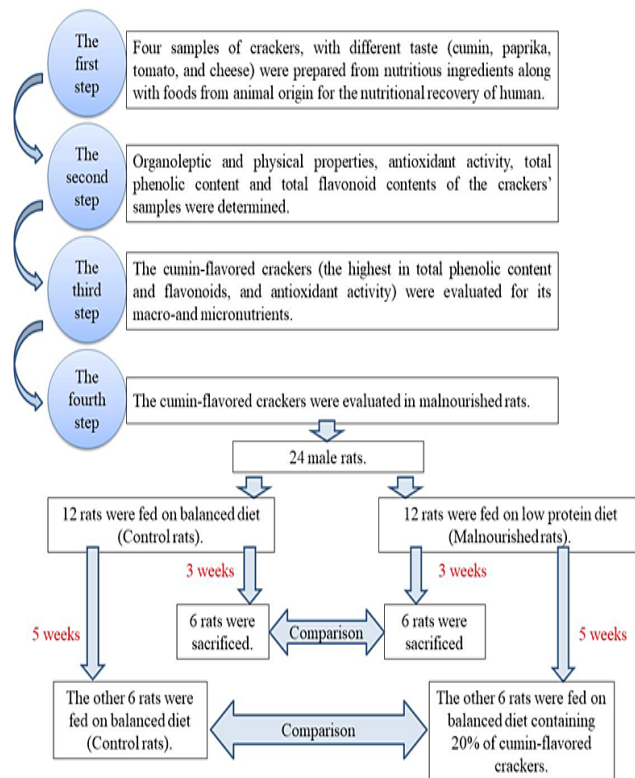 The
first
step
Four samples of crackers, with different taste (cumin, paprika,
tomato, and cheese) were prepared from nutritious ingredients along
with foods from animal origin for the nutritional recovery of human.
The
second
step
Organoleptic and physical properties, antioxidant activity, total
phenolic content and total flavonoid contents of the crackers'
samples were determined.
The
third
step
The cumin-flavored crackers (the highest in total phenolic content
and flavonoids, and antioxidant activity) were evaluated for its
macro-and micronutrients.
The
fourth
step
The cumin-flavored crackers were evaluated in malnourished rats.
24 male rats.
12 rats were fed on balanced diet
(Control rats).
12 rats were fed on low protein diet
(Malnourished rats).
3 weeks
3 weeks
6 rats were
sacrificed.
Comparison
6 rats were
sacrificed
5 weeks
5 weeks
The other 6 rats were
fed on balanced diet
(Control rats).
Comparison
The other 6 rats were fed on
balanced diet containing
20% of cumin-flavored
crackers.